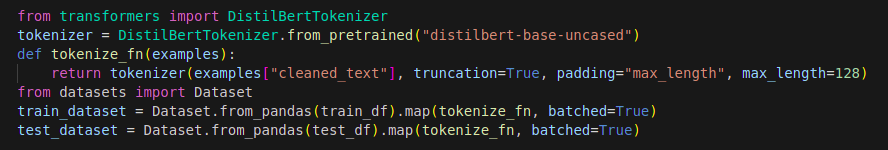 from transformers import DistilBertTokenizer
tokenizer = DistilBertTokenizer.from_pretrained("distilbert-base-uncased")
def tokenize_fn(examples):
    return tokenizer(examples["cleaned_text"], truncation=True, padding="max_length", max_length=128)
from datasets import Dataset
train_dataset = Dataset.from_pandas(train_df).map(tokenize_fn, batched=True)
test_dataset = Dataset.from_pandas(test_df).map(tokenize_fn, batched=True)